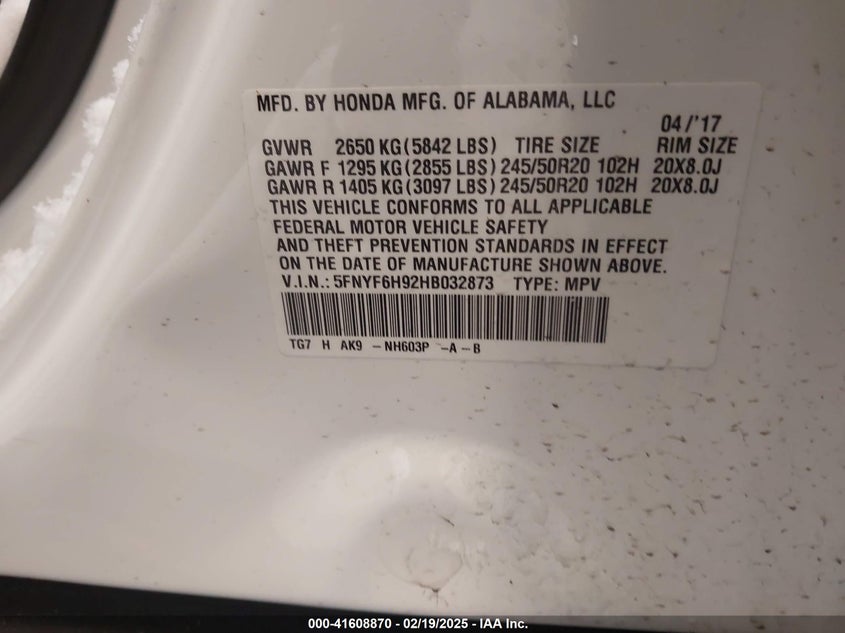 MFD. BY HONDA MFG. OF ALABAMA, LLC
04/'17
GVWR 2650 KG(5842 LBS) TIRE SIZE RIM SIZE
GAWR F 1295 KG(2855 LBS) 245/50R20 102H 20X8.0J
GAWR R 1405 KG(3097 LBS) 245/50R20 102H 20X8.0J
THIS VEHICLE CONFORMS TO ALL APPLICABLE
FEDERAL MOTOR VEHICLE SAFETY
AND THEFT PREVENTION STANDARDS IN EFFECT
ON THE DATE OF MANUFACTURE SHOWN ABOVE.
V.I.N.: 5FNYF6H92HB032873 TYPE: MPV
TG7 H AK9 -NH603P -A-B
000-41608870 - 02/19/2025 - IAA Inc.